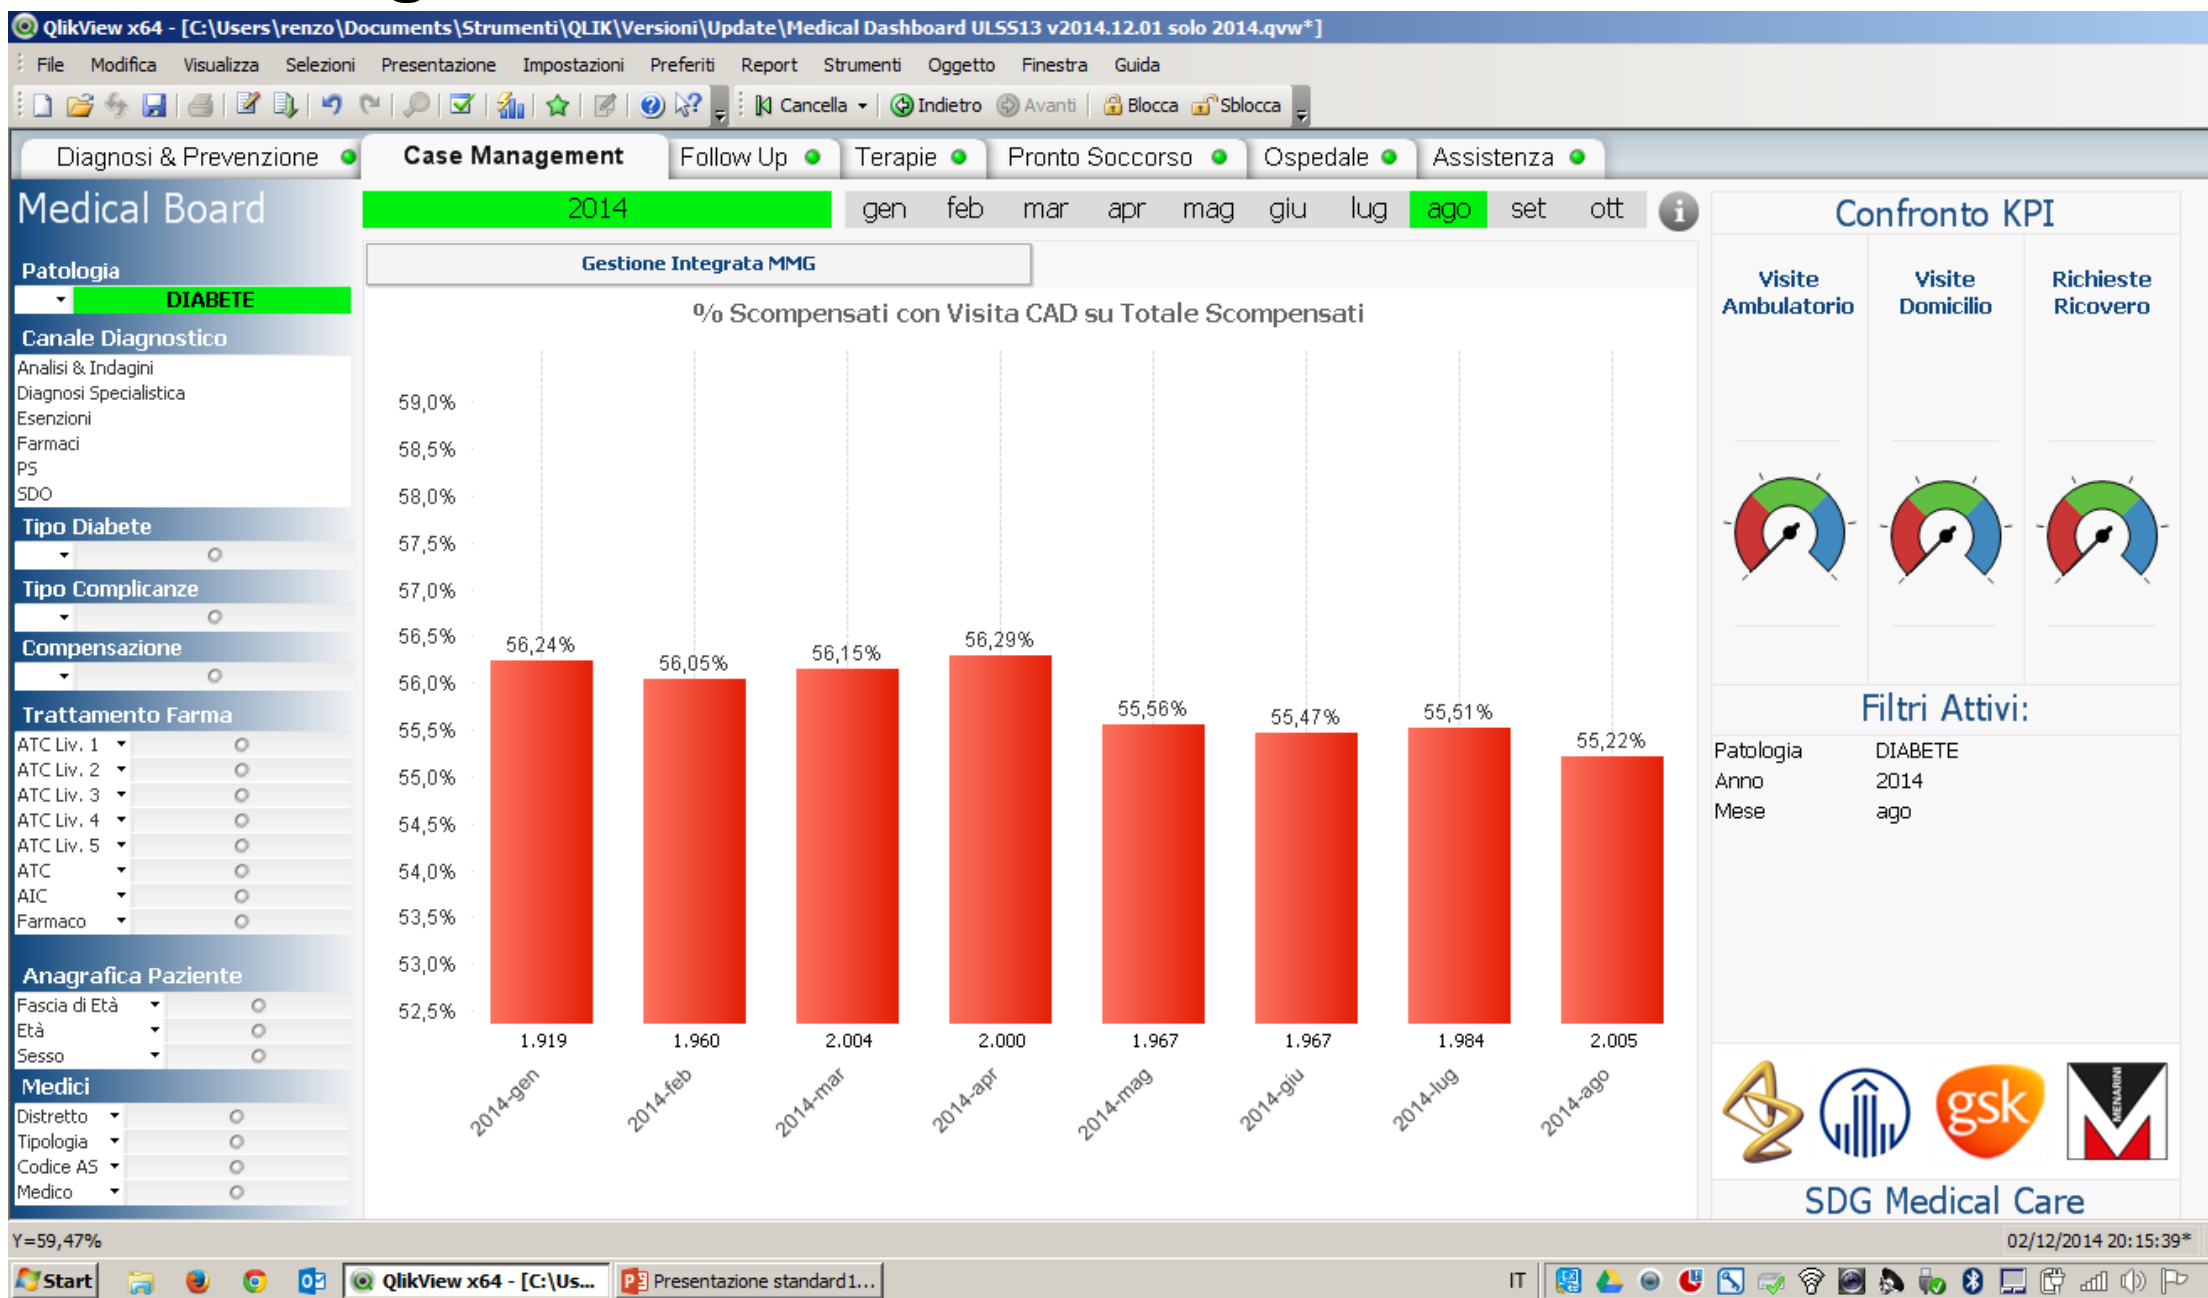 QlikView x64 - [C:\Users\renzo\Documents\Strumenti\QLIK\Versioni\Update\Medical Dashboard ULSS13 v2014.12.01 solo 2014.qvw*]
File Modifica Visualizza Selezioni Presentazione Impostazioni Preferiti Report Strumenti Oggetto Finestra Guida
Cancella Indietro Avanti Blocca Sblocca
Diagnosi & Prevenzione Case Management Follow Up Terapie Pronto Soccorso Ospedale Assistenza
Medical Board
2014 gen feb mar apr mag giu lug ago set ott
Patologia
DIABETE
Canale Diagnostico
Analisi & Indagini
Diagnosi Specialistica
Esenzioni
Farmaci
PS
SDO
Tipo Diabete
Tipo Complicanze
Compensazione
Trattamento Farma
ATC Liv. 1
ATC Liv. 2
ATC Liv. 3
ATC Liv. 4
ATC Liv. 5
ATC
AIC
Farmaco
Anagrafica Paziente
Fascia di Età
Età
Sesso
Medici
Distretto
Tipologia
Codice AS
Medico
Gestione Integrata MMG
% Scompensati con Visita CAD su Totale Scompensati
59,0%
58,5%
58,0%
57,5%
57,0%
56,5%
56,0%
55,5%
55,0%
54,5%
54,0%
53,5%
53,0%
52,5%
56,24% 56,05% 56,15% 56,29% 55,56% 55,47% 55,51% 55,22%
1.919 1.960 2.004 2.000 1.967 1.967 1.984 2.005
2014-gen 2014-feb 2014-mar 2014-apr 2014-mag 2014-giu 2014-lug 2014-ago
Confronto KPI
Visite Ambulatorio
Visite Domicilio
Richieste Ricovero
Filtri Attivi:
Patologia DIABETE
Anno 2014
Mese ago
gsk
MENARINI
SDG Medical Care
Y=59,47%
02/12/2014 20:15:39*
Start
QlikView x64 - [C:\Us...
Presentazione standard1...
IT